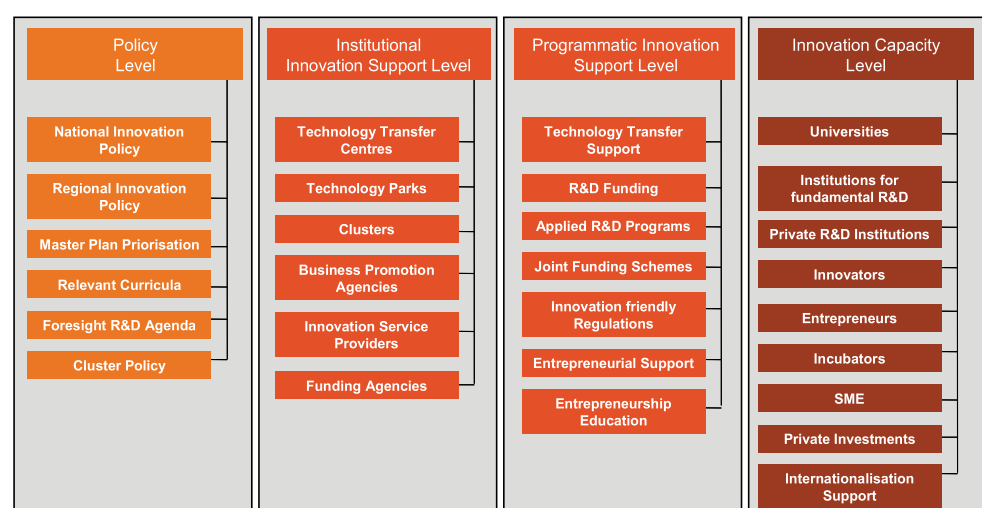 Policy
Level
National Innovation
Policy
Regional Innovation
Policy
Master Plan Priorisation
Relevant Curricula
Foresight R&D Agenda
Cluster Policy
Institutional
Innovation Support Level
Technology Transfer
Centres
Technology Parks
Clusters
Business Promotion
Agencies
Innovation Service
Providers
Funding Agencies
Programmatic Innovation
Support Level
Technology Transfer
Support
R&D Funding
Applied R&D Programs
Joint Funding Schemes
Innovation friendly
Regulations
Entrepreneurial Support
Entrepreneurship
Education
Innovation Capacity
Level
Universities
Institutions for
fundamental R&D
Private R&D Institutions
Innovators
Entrepreneurs
Incubators
SME
Private Investments
Internationalisation
Support